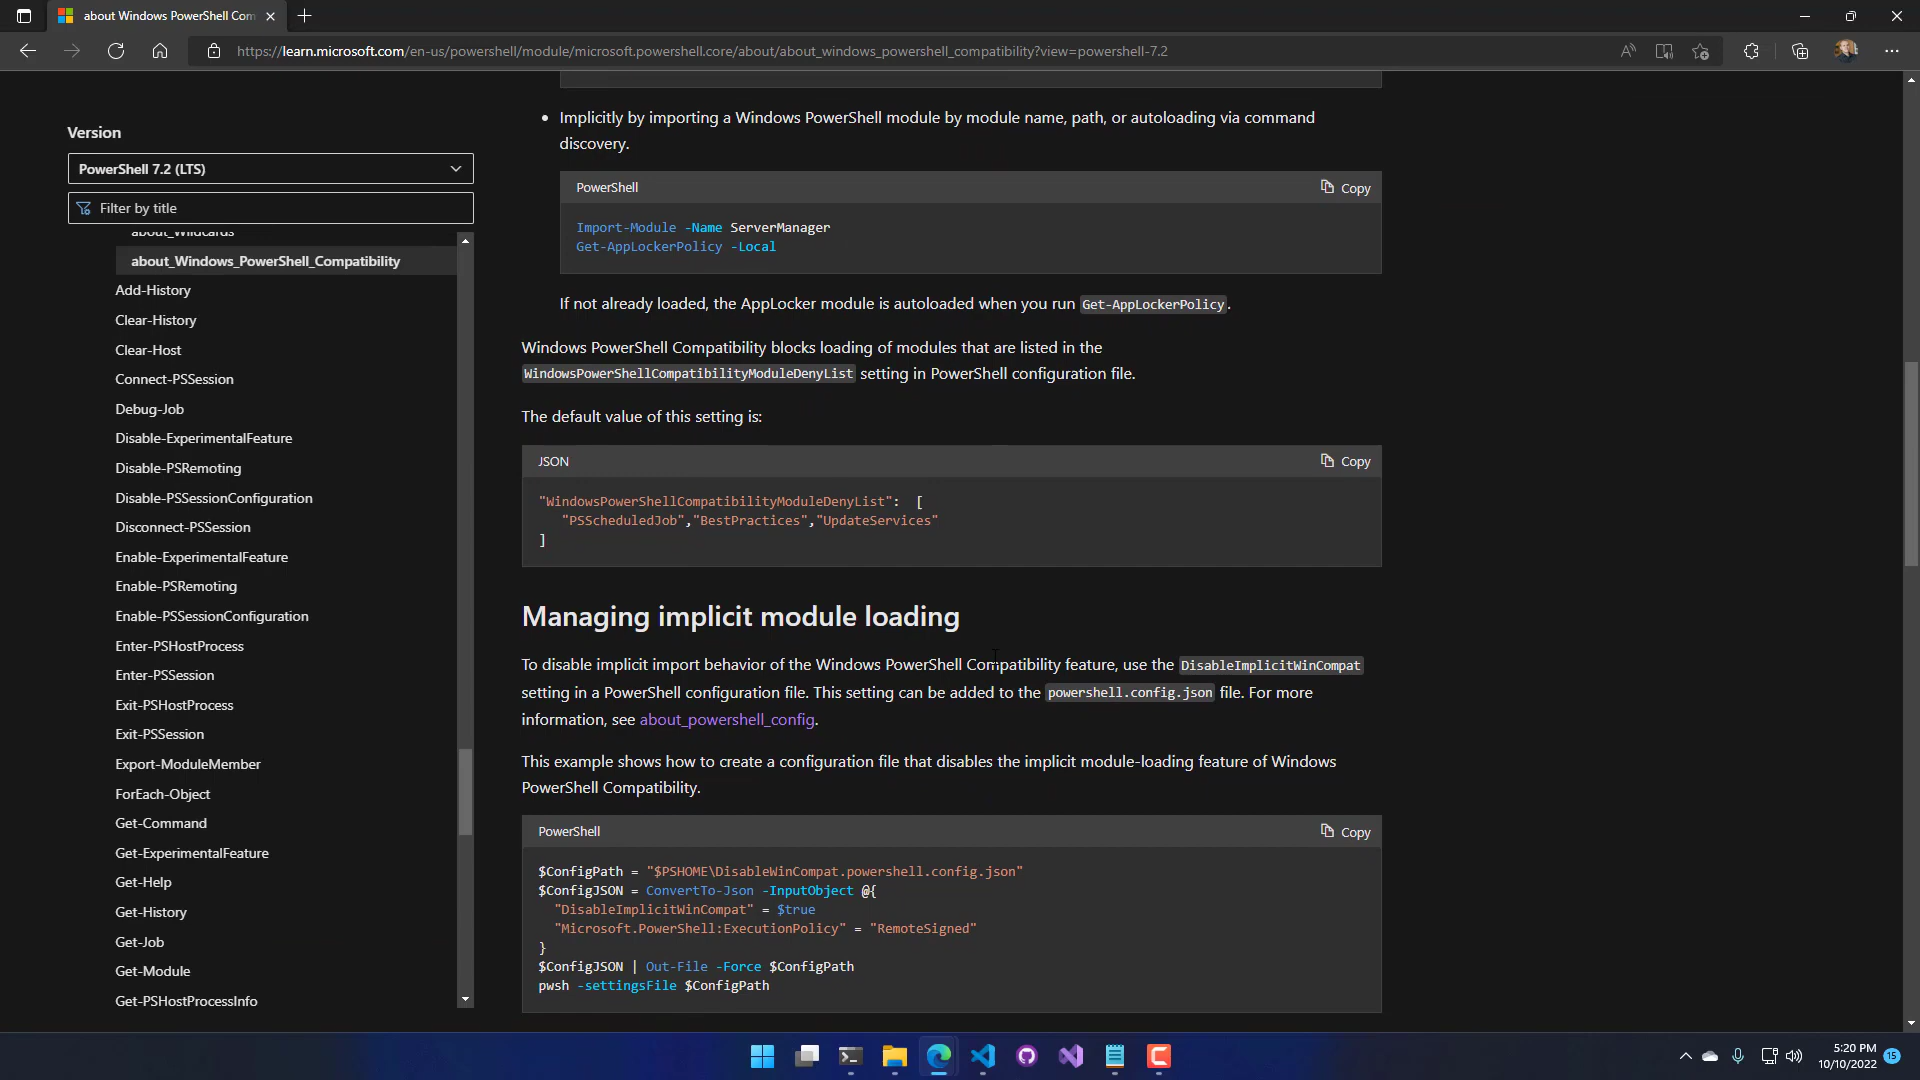 about Windows PowerShell Com
https://learn.microsoft.com/en-us/powershell/module/microsoft.powershell.core/about/about_windows_powershell_compatibility?view=powershell-7.2
Version
PowerShell 7.2 (LTS)
Filter by title
about_Wildcards
about_Windows_PowerShell_Compatibility
Add-History
Clear-History
Clear-Host
Connect-PSSession
Debug-Job
Disable-ExperimentalFeature
Disable-PSRemoting
Disable-PSSessionConfiguration
Disconnect-PSSession
Enable-ExperimentalFeature
Enable-PSRemoting
Enable-PSSessionConfiguration
Enter-PSHostProcess
Enter-PSSession
Exit-PSHostProcess
Exit-PSSession
Export-ModuleMember
ForEach-Object
Get-Command
Get-ExperimentalFeature
Get-Help
Get-History
Get-Job
Get-Module
Get-PSHostProcessInfo
• Implicitly by importing a Windows PowerShell module by module name, path, or autoloading via command
discovery.
PowerShell Copy
Import-Module -Name ServerManager
Get-AppLockerPolicy -Local
If not already loaded, the AppLocker module is autoloaded when you run Get-AppLockerPolicy.
Windows PowerShell Compatibility blocks loading of modules that are listed in the
WindowsPowerShellCompatibilityModuleDenyList setting in PowerShell configuration file.
The default value of this setting is:
JSON Copy
"WindowsPowerShellCompatibilityModuleDenyList":  [
"PSScheduledJob","BestPractices","UpdateServices"
]
Managing implicit module loading
To disable implicit import behavior of the Windows PowerShell Compatibility feature, use the DisableImplicitWinCompat
setting in a PowerShell configuration file. This setting can be added to the powershell.config.json file. For more
information, see about_powershell_config.
This example shows how to create a configuration file that disables the implicit module-loading feature of Windows
PowerShell Compatibility.
PowerShell Copy
$ConfigPath = "$PSHOME\DisableWinCompat.powershell.config.json"
$ConfigJSON = ConvertTo-Json -InputObject @{
"DisableImplicitWinCompat" = $true
"Microsoft.PowerShell:ExecutionPolicy" = "RemoteSigned"
}
$ConfigJSON | Out-File -Force $ConfigPath
pwsh -settingsFile $ConfigPath
5:20 PM
10/10/2022
15